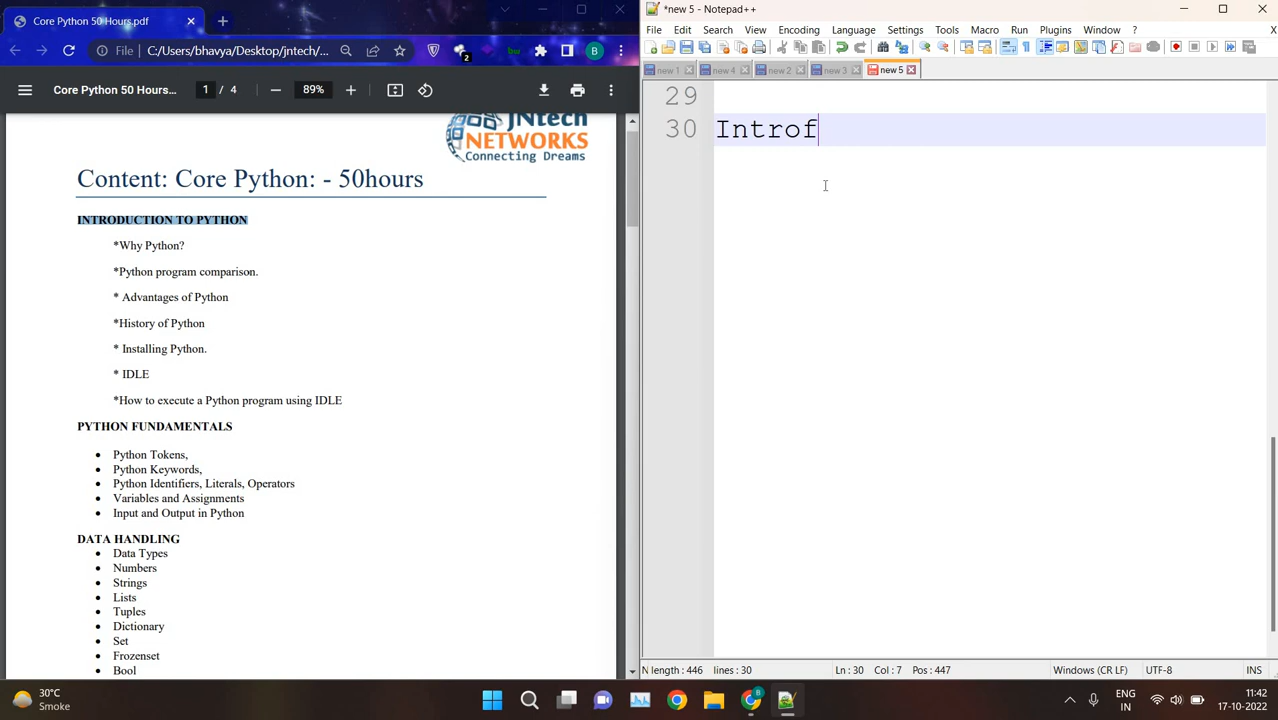 Core Python 50 Hours.pdf
*new 5 - Notepad++
File C:/Users/bhavya/Desktop/jntech/...
2
bw
B
File Edit Search View Encoding Language Settings Tools Macro Run Plugins Window ? X
Core Python 50 Hours... 1 / 4 89%
new 1 new 4 new 2 new 3 new 5
29
30 Introf
JNtech
NETWORKS
Connecting Dreams
Content: Core Python: - 50hours
INTRODUCTION TO PYTHON
*Why Python?
*Python program comparison.
* Advantages of Python
*History of Python
* Installing Python.
* IDLE
*How to execute a Python program using IDLE
PYTHON FUNDAMENTALS
• Python Tokens,
• Python Keywords,
• Python Identifiers, Literals, Operators
• Variables and Assignments
• Input and Output in Python
DATA HANDLING
• Data Types
• Numbers
• Strings
• Lists
• Tuples
• Dictionary
• Set
• Frozenset
• Bool
N length : 446 lines : 30 Ln : 30 Col : 7 Pos : 447 Windows (CR LF) UTF-8 INS
30°C
Smoke
B
ENG
IN
11:42
17-10-2022